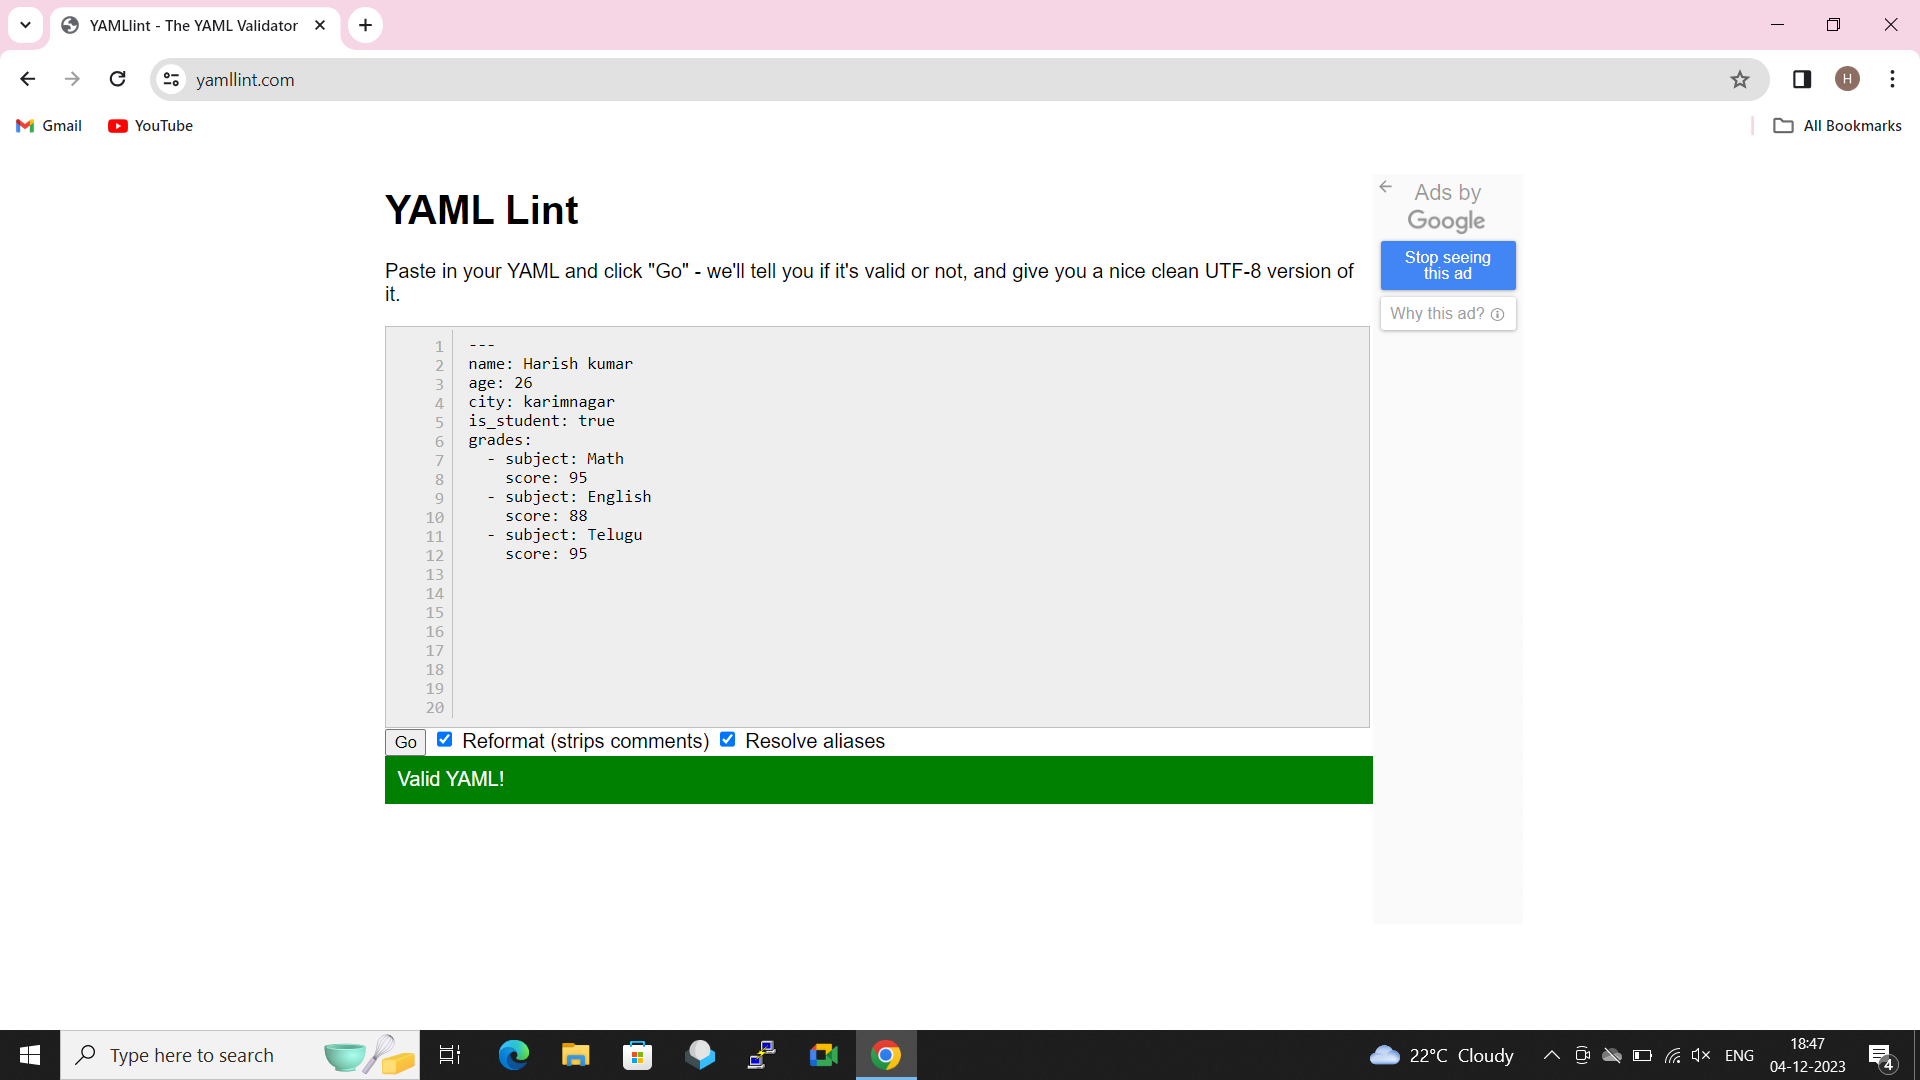 YAMLlint - The YAML Validator
yamllint.com
H
Gmail
YouTube
All Bookmarks
YAML Lint
Ads by
Google
Stop seeing
this ad
Why this ad?
Paste in your YAML and click "Go" - we'll tell you if it's valid or not, and give you a nice clean UTF-8 version of
it.
1 ---
2 name: Harish kumar
3 age: 26
4 city: karimnagar
5 is_student: true
6 grades:
7   - subject: Math
8     score: 95
9   - subject: English
10     score: 88
11   - subject: Telugu
12     score: 95
13
14
15
16
17
18
19
20
Go Reformat (strips comments) Resolve aliases
Valid YAML!
Type here to search
22°C Cloudy
ENG
18:47
04-12-2023
4